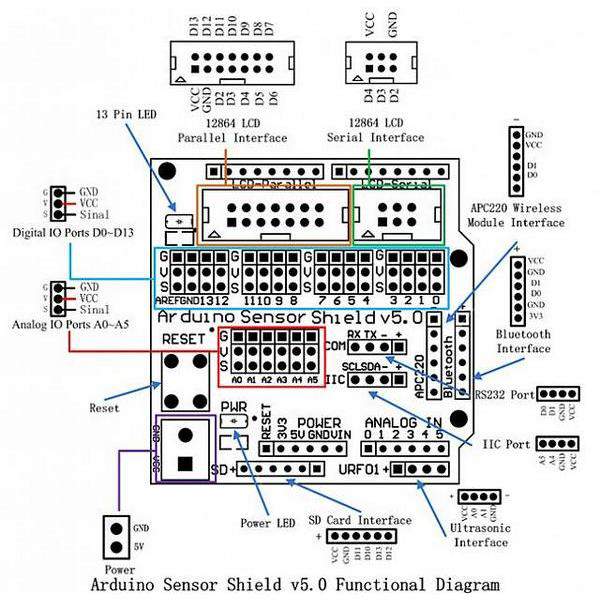 D13
D12
D11
D10
D9
D8
D7
VCC
GND
VCC
GND
D2
D3
D4
D5
D6
D4
D3
D2
13 Pin LED
12864 LCD
Parallel Interface
12864 LCD
Serial Interface
- GND
VCC
D1
D0
LCD-Parallel
LCD-Serial
G GND
V VCC
S Sinal
Digital IO Ports D0~D13
APC220 Wireless
Module Interface
G
V
S
G
V
S
G
V
S
G
V
S
AREF GND 13 12
11 10 9 8
7 6 5 4
3 2 1 0
+ VCC
GND
D1
D0
GND
3V3
Bluetooth
Interface
G GND
V VCC
S Sinal
Analog IO Ports A0~A5
Arduino Sensor Shield v5.0
RESET
G
V
S
A0 A1 A2 A3 A4 A5
RX TX - +
COM
SCL SDA - +
IIC
- +
APC220
Bluetooth
RS232 Port
D0
D1
GND
VCC
Reset
PWR
IIC Port
A5
A4
GND
VCC
GND
VCC
RESET
3V3
POWER
5V GND VIN
ANALOG IN
0 1 2 3 4 5
SD+
URF01+
+ -
VCC
A0
A1
GND
Ultrasonic
Interface
Power LED
SD Card Interface
+
VCC
GND
D11
D10
D13
D12
GND
5V
Power
Arduino Sensor Shield v5.0 Functional Diagram